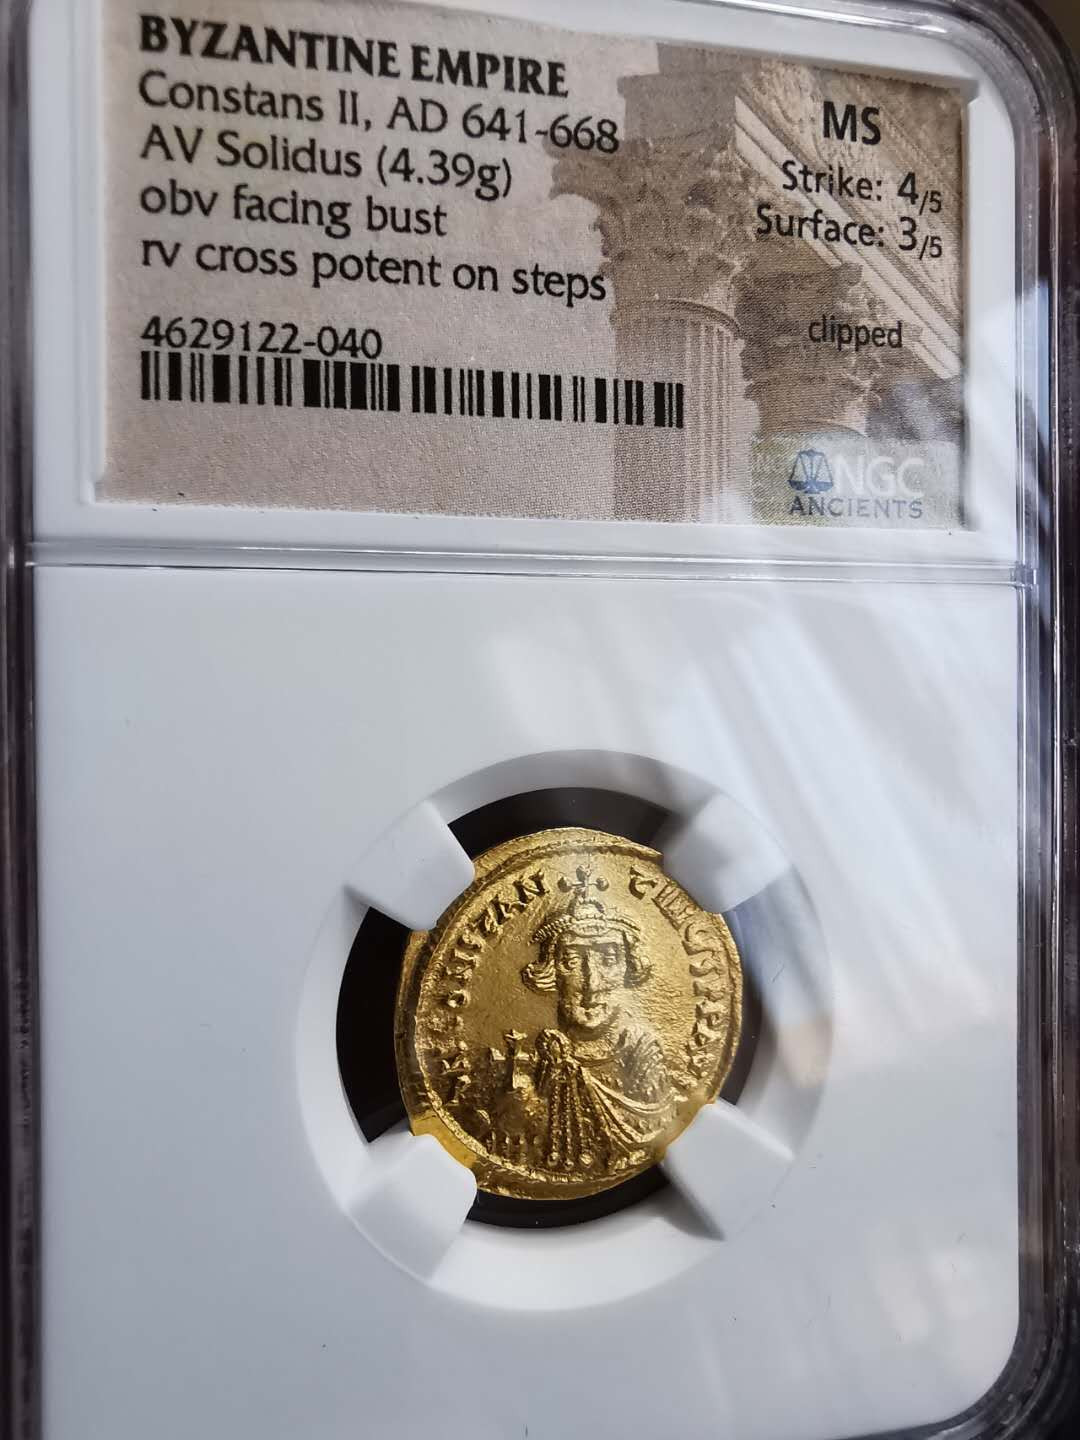 BYZANTINE EMPIRE
Constans II, AD 641-668
AV Solidus (4.39g)
obv facing bust
rv cross potent on steps
4629122-040
MS
Strike: 4/5
Surface: 3/5
clipped
NGC
ANCIENTS